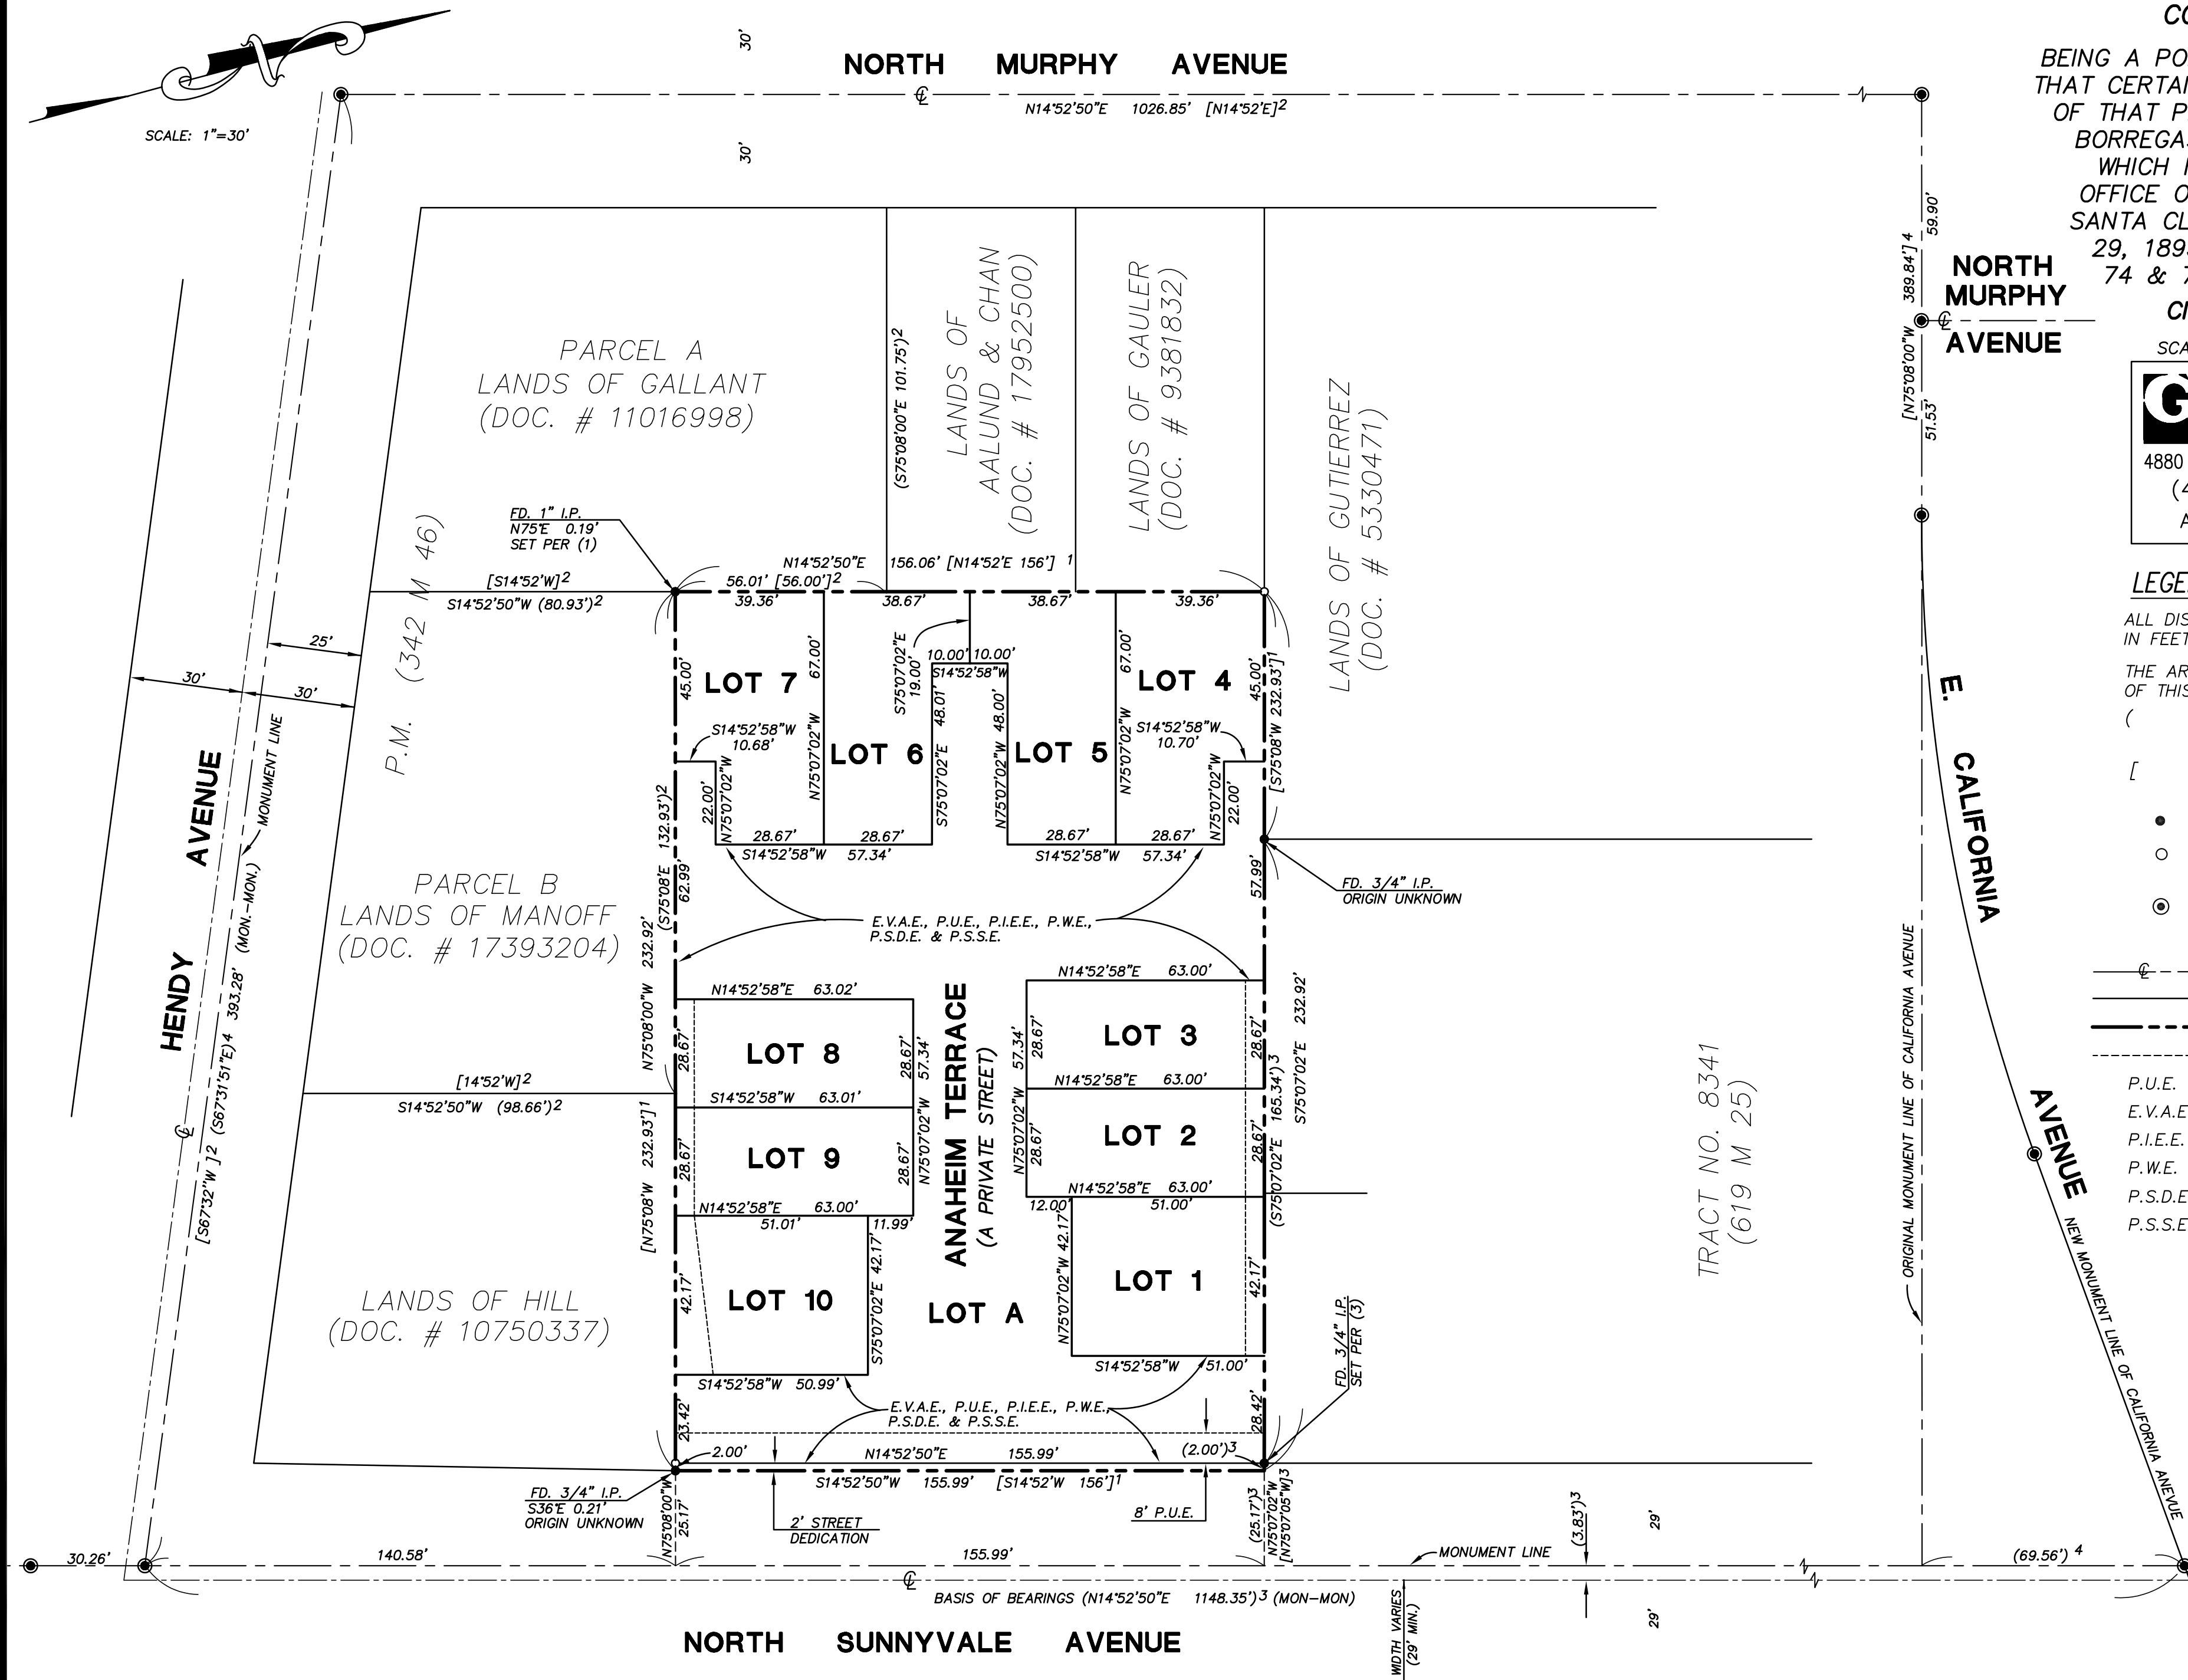 SCALE: 1"=30'
30'
NORTH MURPHY AVENUE
℄
N14°52'50"E 1026.85' [N14°52'E]2
30'
CO
BEING A PO
THAT CERTAI
OF THAT P
BORREGAS
WHICH
OFFICE O
SANTA CL
29, 189
74 & 7
CI
SCA
G
4880
(4
A
59.90'
[N75°08'00"W 389.84']4
51.53'
NORTH
MURPHY
AVENUE
℄
PARCEL A
LANDS OF GALLANT
(DOC. # 11016998)
(S75°08'00"E 101.75')2
LANDS OF
AALUND & CHAN
(DOC. # 17952500)
LANDS OF GAULER
(DOC. # 9381832)
LANDS OF GUTIERREZ
(DOC. # 5330471)
FD. 1" I.P.
N75°E 0.19'
SET PER (1)
P.M. (342 M 46)
[S14°52'W]2
S14°52'50"W (80.93')2
N14°52'50"E 156.06' [N14°52'E 156'] 1
56.01' [56.00']2
39.36'
38.67'
38.67'
39.36'
25'
30'
30'
MONUMENT LINE
HENDY AVENUE
℄
[S67°32"W ]2 (S67°31'51"E)4 393.28' (MON.-MON.)
45.00'
LOT 7
67.00'
N75°07'02"W
S14°52'58"W
10.68'
22.00'
N75°07'02"W
28.67'
28.67'
S14°52'58"W 57.34'
LOT 6
S75°07'02"E
19.00'
10.00'
10.00'
S14°52'58"W
S75°07'02"E 48.01'
N75°07'02"W 48.00'
LOT 5
67.00'
N75°07'02"W
LOT 4
45.00'
S14°52'58"W
10.70'
N75°07'02"W
22.00'
28.67'
28.67'
S14°52'58"W 57.34'
[S75°08'W 232.93']1
57.99'
FD. 3/4" I.P.
ORIGIN UNKNOWN
(S75°08'E 132.93')2
62.99'
E.V.A.E., P.U.E., P.I.E.E., P.W.E.,
P.S.D.E. & P.S.S.E.
PARCEL B
LANDS OF MANOFF
(DOC. # 17393204)
N75°08'00"W 232.92'
[N75°08'W 232.93']1
[14°52'W]2
S14°52'50"W (98.66')2
N14°52'58"E 63.02'
28.67'
LOT 8
28.67'
57.34'
S14°52'58"W 63.01'
28.67'
LOT 9
28.67'
N75°07'02"W
N14°52'58"E 63.00'
51.01'
11.99'
42.17'
LOT 10
S75°07'02"E 42.17'
S14°52'58"W 50.99'
23.42'
ANAHEIM TERRACE
(A PRIVATE STREET)
LOT A
N14°52'58"E 63.00'
57.34'
28.67'
LOT 3
28.67'
N14°52'58"E 63.00'
N75°07'02"W
28.67'
LOT 2
28.67'
N14°52'58"E 63.00'
12.00'
51.00'
N75°07'02"W 42.17'
LOT 1
42.17'
S14°52'58"W 51.00'
28.42'
(S75°07'02"E 165.34')3
S75°07'02"E 232.92'
FD. 3/4" I.P.
SET PER (3)
TRACT NO. 8341
(619 M 25)
LANDS OF HILL
(DOC. # 10750337)
E.V.A.E., P.U.E., P.I.E.E., P.W.E.,
P.S.D.E. & P.S.S.E.
2.00'
N14°52'50"E 155.99'
(2.00')3
S14°52'50"W 155.99' [S14°52'W 156']1
FD. 3/4" I.P.
S36°E 0.21'
ORIGIN UNKNOWN
N75°08'00"W
25.17'
2' STREET
DEDICATION
8' P.U.E.
(25.17')3
N75°07'02"W
[N75°07'05"W]3
30.26'
140.58'
155.99'
MONUMENT LINE
(3.83')3
29'
29'
(69.56') 4
℄
BASIS OF BEARINGS (N14°52'50"E 1148.35')3 (MON-MON)
WIDTH VARIES
(29' MIN.)
NORTH SUNNYVALE AVENUE
E. CALIFORNIA AVENUE
ORIGINAL MONUMENT LINE OF CALIFORNIA AVENUE
NEW MONUMENT LINE OF CALIFORNIA ANEVUE
LEGE
ALL DIS
IN FEET
THE AR
OF THIS
(
[
℄
P.U.E.
E.V.A.E
P.I.E.E.
P.W.E.
P.S.D.E
P.S.S.E